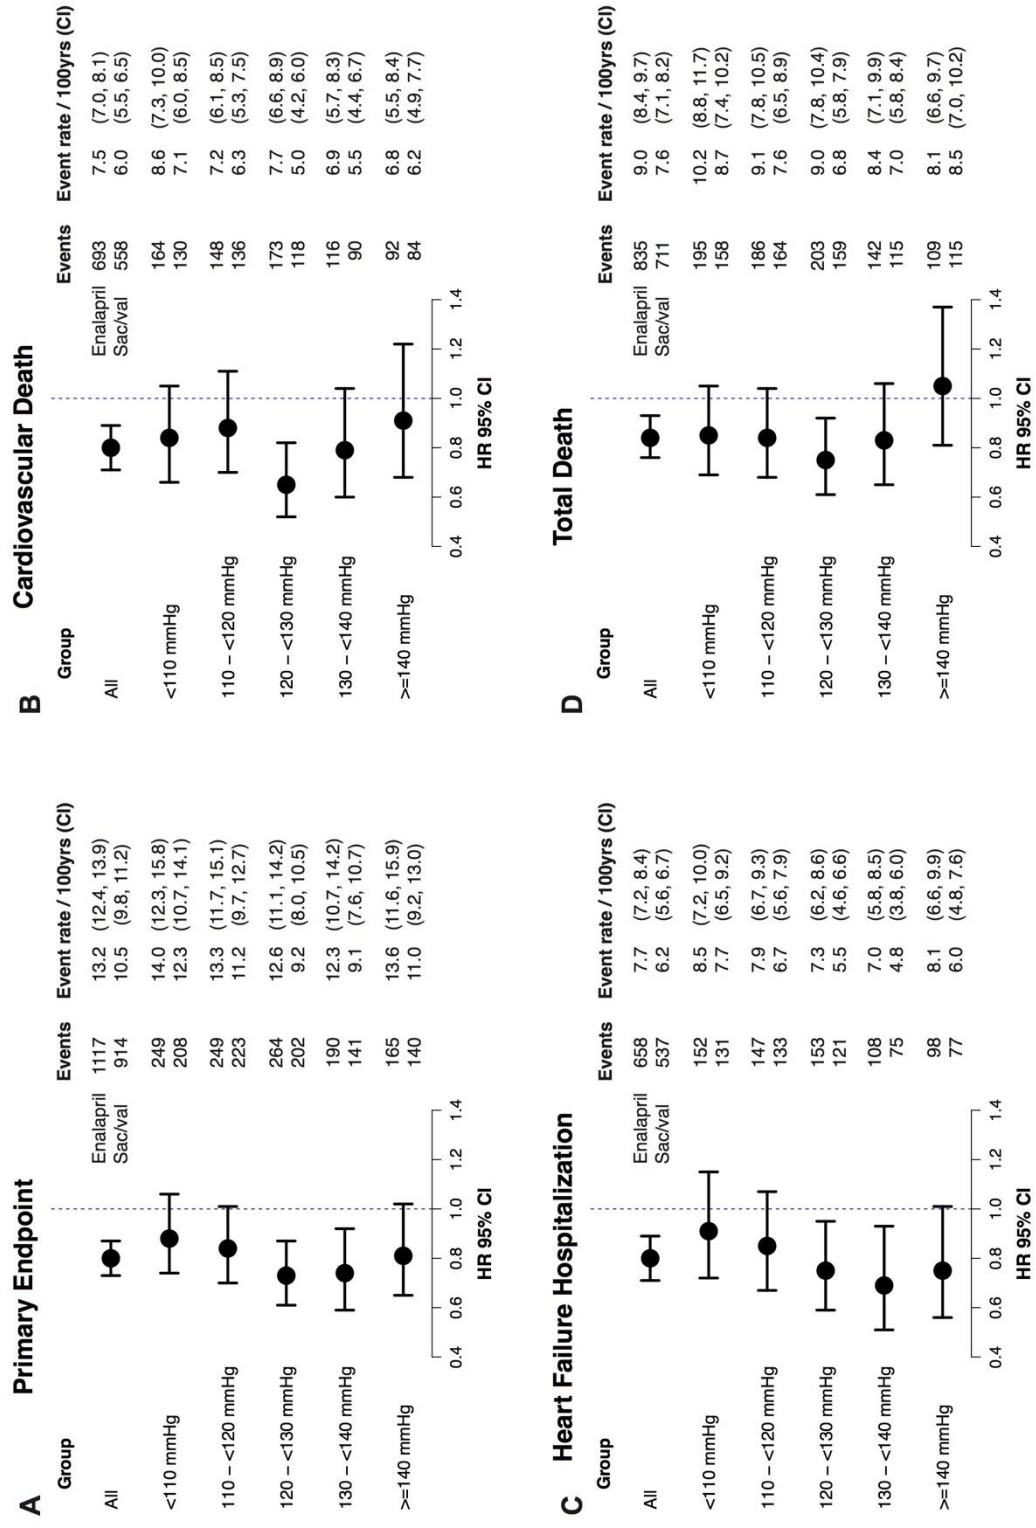 A Primary Endpoint
Group Events Event rate / 100yrs (CI)
All Enalapril 1117 13.2 (12.4, 13.9)
Sac/val 914 10.5 (9.8, 11.2)
<110 mmHg 249 14.0 (12.3, 15.8)
208 12.3 (10.7, 14.1)
110 – <120 mmHg 249 13.3 (11.7, 15.1)
223 11.2 (9.7, 12.7)
120 – <130 mmHg 264 12.6 (11.1, 14.2)
202 9.2 (8.0, 10.5)
130 – <140 mmHg 190 12.3 (10.7, 14.2)
141 9.1 (7.6, 10.7)
>=140 mmHg 165 13.6 (11.6, 15.9)
140 11.0 (9.2, 13.0)
0.4 0.6 0.8 1.0 1.2 1.4
HR 95% CI
B Cardiovascular Death
Group Events Event rate / 100yrs (CI)
All Enalapril 693 7.5 (7.0, 8.1)
Sac/val 558 6.0 (5.5, 6.5)
<110 mmHg 164 8.6 (7.3, 10.0)
130 7.1 (6.0, 8.5)
110 – <120 mmHg 148 7.2 (6.1, 8.5)
136 6.3 (5.3, 7.5)
120 – <130 mmHg 173 7.7 (6.6, 8.9)
118 5.0 (4.2, 6.0)
130 – <140 mmHg 116 6.9 (5.7, 8.3)
90 5.5 (4.4, 6.7)
>=140 mmHg 92 6.8 (5.5, 8.4)
84 6.2 (4.9, 7.7)
0.4 0.6 0.8 1.0 1.2 1.4
HR 95% CI
C Heart Failure Hospitalization
Group Events Event rate / 100yrs (CI)
All Enalapril 658 7.7 (7.2, 8.4)
Sac/val 537 6.2 (5.6, 6.7)
<110 mmHg 152 8.5 (7.2, 10.0)
131 7.7 (6.5, 9.2)
110 – <120 mmHg 147 7.9 (6.7, 9.3)
133 6.7 (5.6, 7.9)
120 – <130 mmHg 153 7.3 (6.2, 8.6)
121 5.5 (4.6, 6.6)
130 – <140 mmHg 108 7.0 (5.8, 8.5)
75 4.8 (3.8, 6.0)
>=140 mmHg 98 8.1 (6.6, 9.9)
77 6.0 (4.8, 7.6)
0.4 0.6 0.8 1.0 1.2 1.4
HR 95% CI
D Total Death
Group Events Event rate / 100yrs (CI)
All Enalapril 835 9.0 (8.4, 9.7)
Sac/val 711 7.6 (7.1, 8.2)
<110 mmHg 195 10.2 (8.8, 11.7)
158 8.7 (7.4, 10.2)
110 – <120 mmHg 186 9.1 (7.8, 10.5)
164 7.6 (6.5, 8.9)
120 – <130 mmHg 203 9.0 (7.8, 10.4)
159 6.8 (5.8, 7.9)
130 – <140 mmHg 142 8.4 (7.1, 9.9)
115 7.0 (5.8, 8.4)
>=140 mmHg 109 8.1 (6.6, 9.7)
115 8.5 (7.0, 10.2)
0.4 0.6 0.8 1.0 1.2 1.4
HR 95% CI